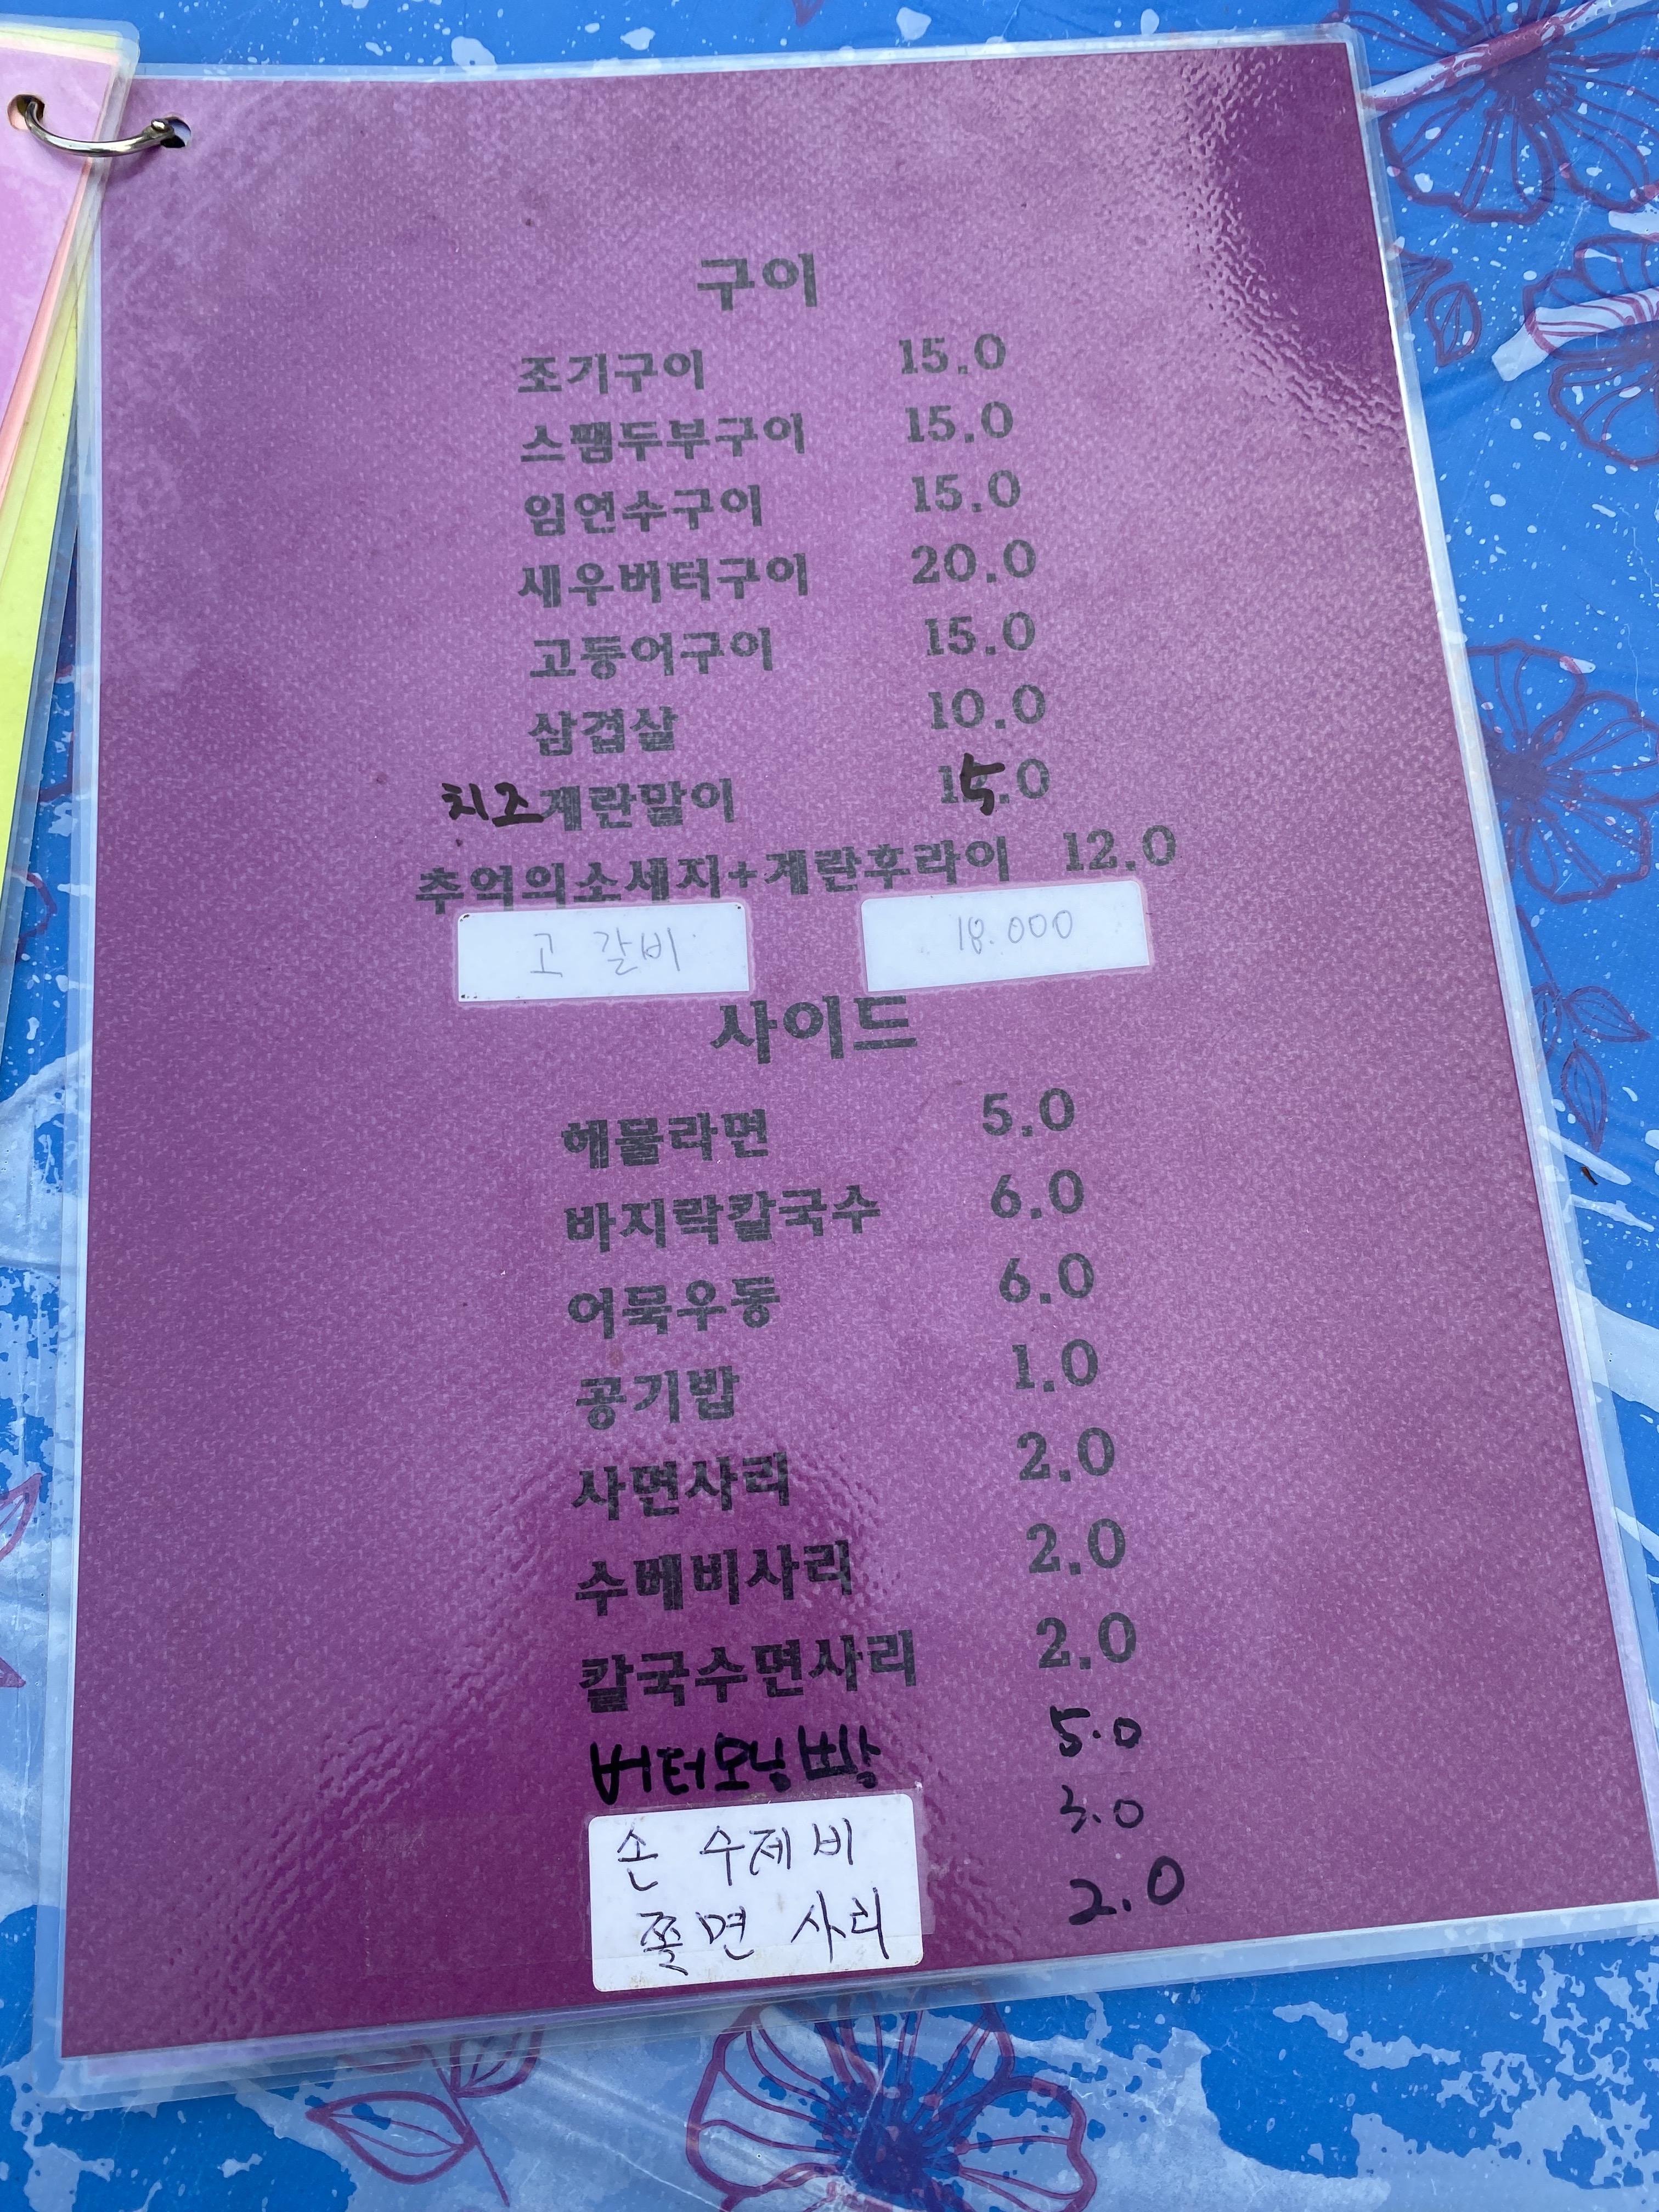 구이
조기구이 15.0
스팸두부구이 15.0
임연수구이 15.0
새우버터구이 20.0
고등어구이 15.0
삼겹살 10.0
치즈계란말이 15.0
추억의소세지+계란후라이 12.0
고갈비 18.000
사이드
헤물라면 5.0
바지락칼국수 6.0
어묵우동 6.0
공기밥 1.0
사면사리 2.0
수베비사리 2.0
칼국수면사리 2.0
버터모닝빵 5.0
손 수제비 3.0
쫄면 사리 2.0